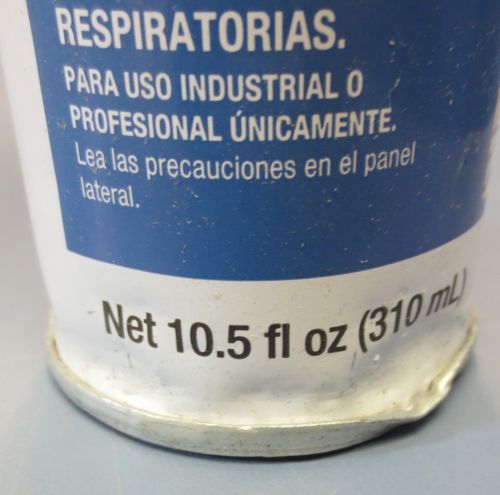 RESPIRATORIAS.
PARA USO INDUSTRIAL O
PROFESIONAL ÚNICAMENTE.
Lea las precauciones en el panel
lateral.
Net 10.5 fl oz (310 mL)